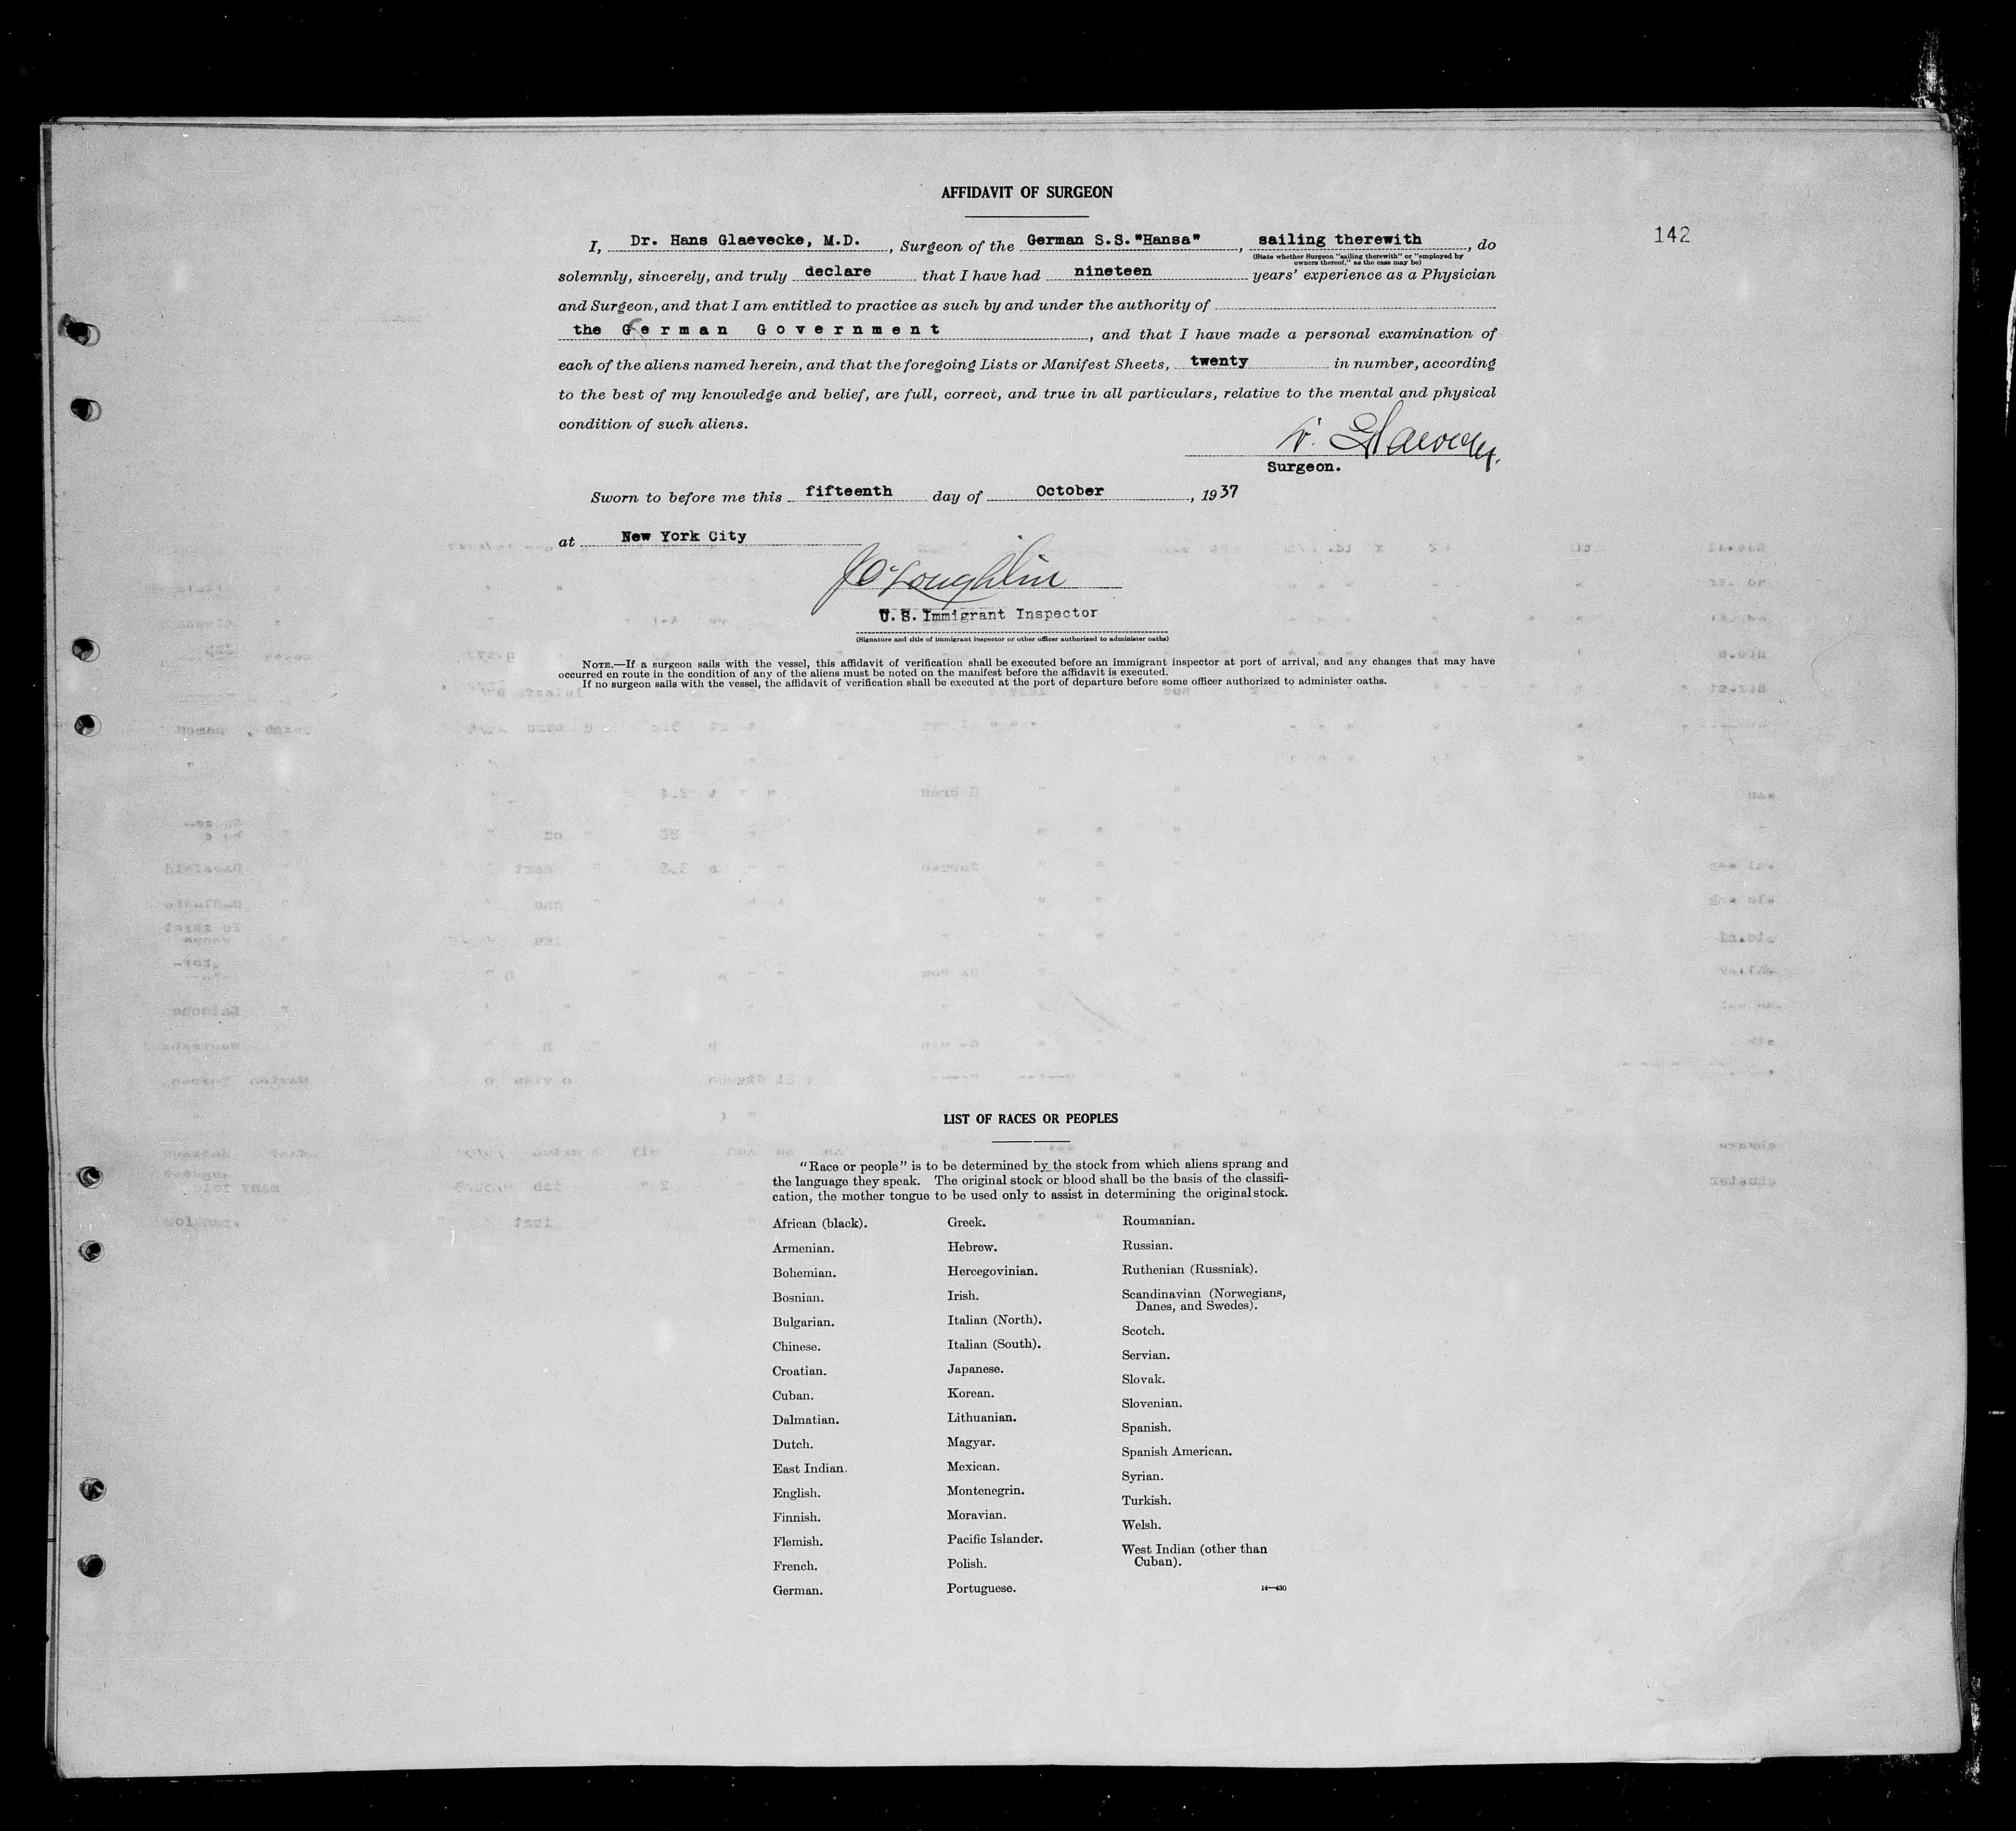 AFFIDAVIT OF SURGEON
142
I, Dr. Hans Glaevecke, M.D., Surgeon of the German S.S."Hansa", sailing therewith, do
(State whether Surgeon "sailing therewith" or "employed by
owners thereof," as the case may be)
solemnly, sincerely, and truly declare that I have had nineteen years' experience as a Physician
and Surgeon, and that I am entitled to practice as such by and under the authority of
the German Government, and that I have made a personal examination of
each of the aliens named herein, and that the foregoing Lists or Manifest Sheets, twenty in number, according
to the best of my knowledge and belief, are full, correct, and true in all particulars, relative to the mental and physical
condition of such aliens.
Surgeon.
Sworn to before me this fifteenth day of October, 1937
at New York City
J O'Loughlin
U.S. Immigrant Inspector
(Signature and title of immigrant inspector or other officer authorized to administer oaths)
NOTE.—If a surgeon sails with the vessel, this affidavit of verification shall be executed before an immigrant inspector at port of arrival, and any changes that may have
occurred en route in the condition of any of the aliens must be noted on the manifest before the affidavit is executed.
If no surgeon sails with the vessel, the affidavit of verification shall be executed at the port of departure before some officer authorized to administer oaths.
LIST OF RACES OR PEOPLES
"Race or people" is to be determined by the stock from which aliens sprang and
the language they speak. The original stock or blood shall be the basis of the classifi-
cation, the mother tongue to be used only to assist in determining the original stock.
African (black).
Armenian.
Bohemian.
Bosnian.
Bulgarian.
Chinese.
Croatian.
Cuban.
Dalmatian.
Dutch.
East Indian.
English.
Finnish.
Flemish.
French.
German.
Greek.
Hebrew.
Hercegovinian.
Irish.
Italian (North).
Italian (South).
Japanese.
Korean.
Lithuanian.
Magyar.
Mexican.
Montenegrin.
Moravian.
Pacific Islander.
Polish.
Portuguese.
Roumanian.
Russian.
Ruthenian (Russniak).
Scandinavian (Norwegians,
Danes, and Swedes).
Scotch.
Servian.
Slovak.
Slovenian.
Spanish.
Spanish American.
Syrian.
Turkish.
Welsh.
West Indian (other than
Cuban).
14—430